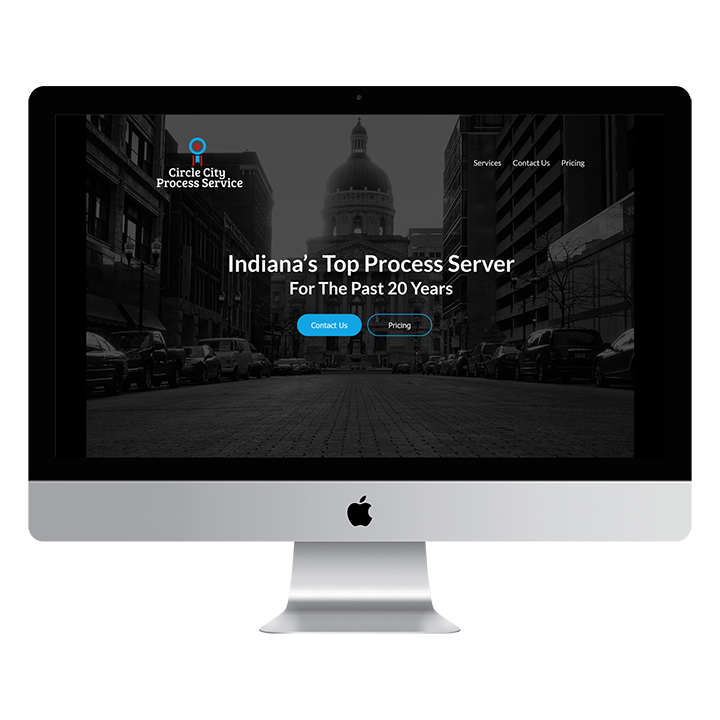 Circle City
Process Service
Services Contact Us Pricing
Indiana's Top Process Server
For The Past 20 Years
Contact Us Pricing